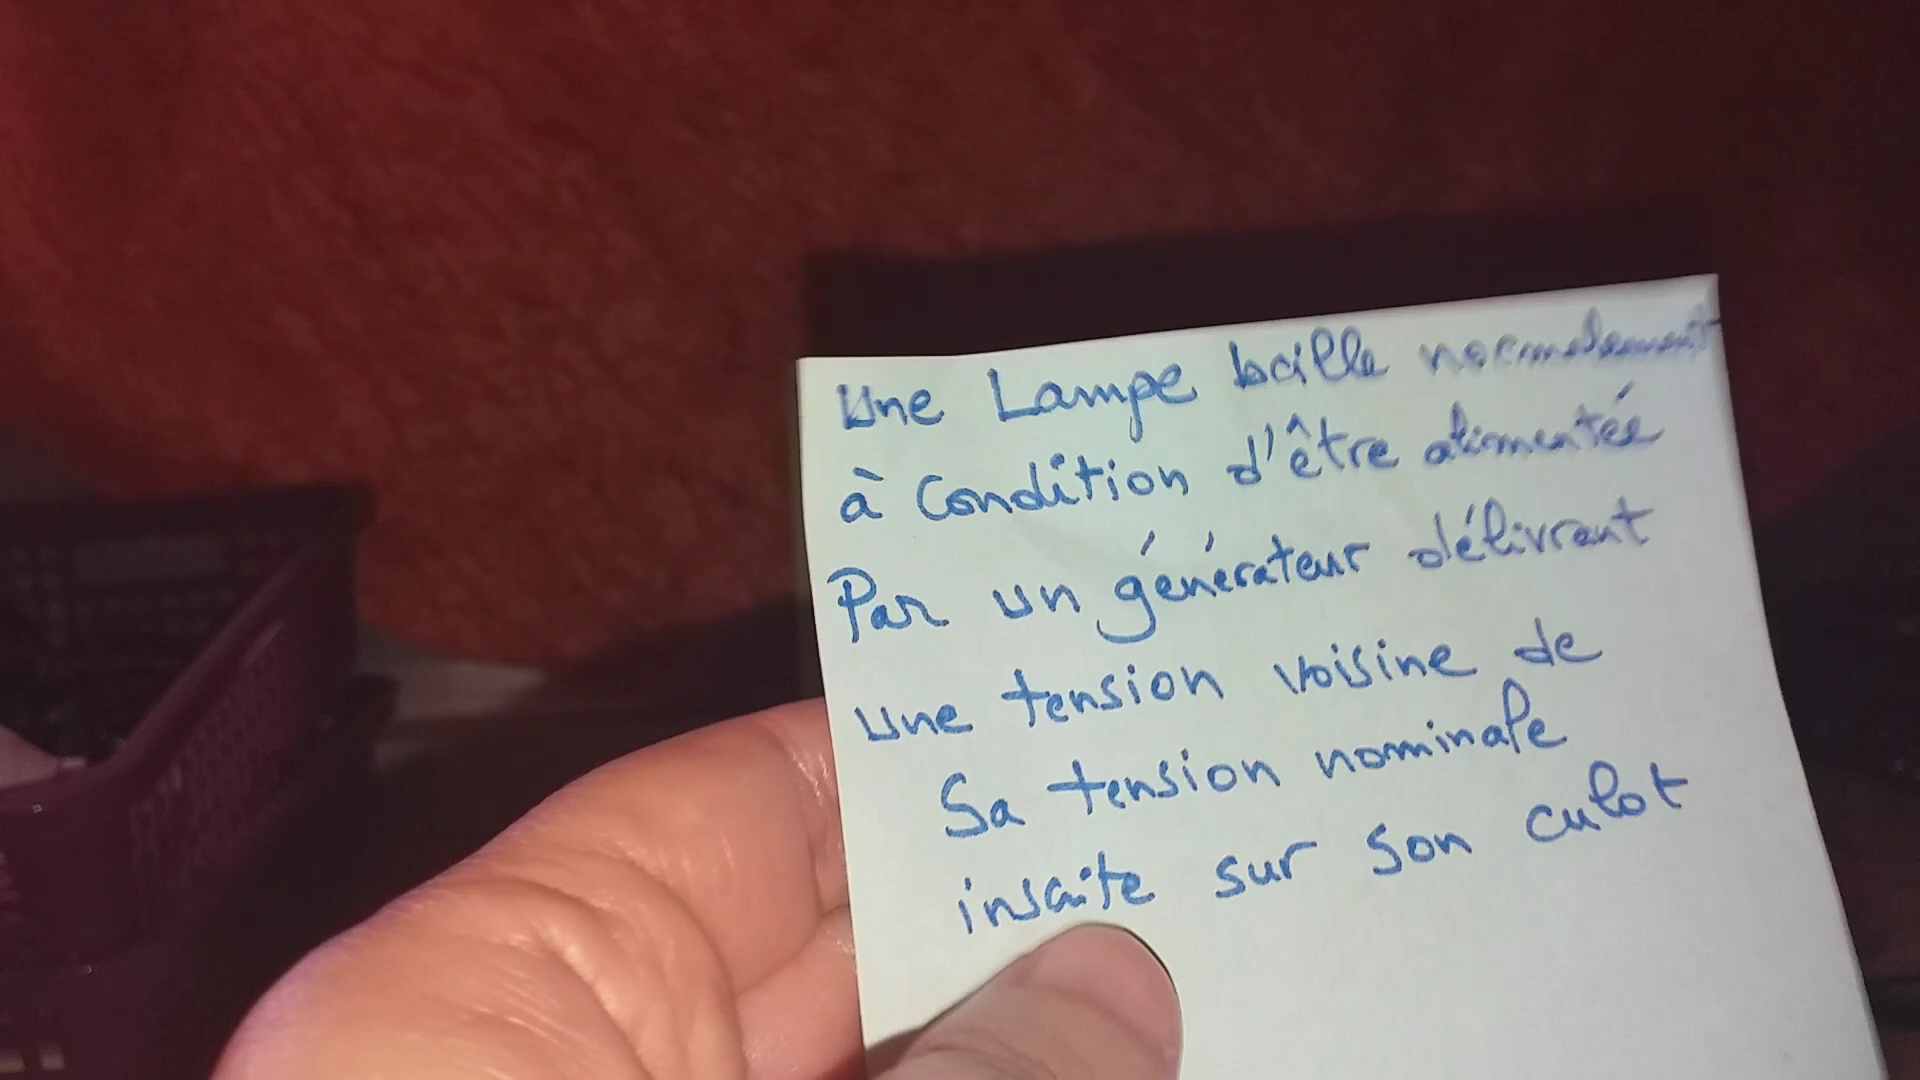 Une Lampe brille normalement
à Condition d'être alimentée
Par un générateur délivrant
une tension voisine de
Sa tension nominale
inscrite sur son culot